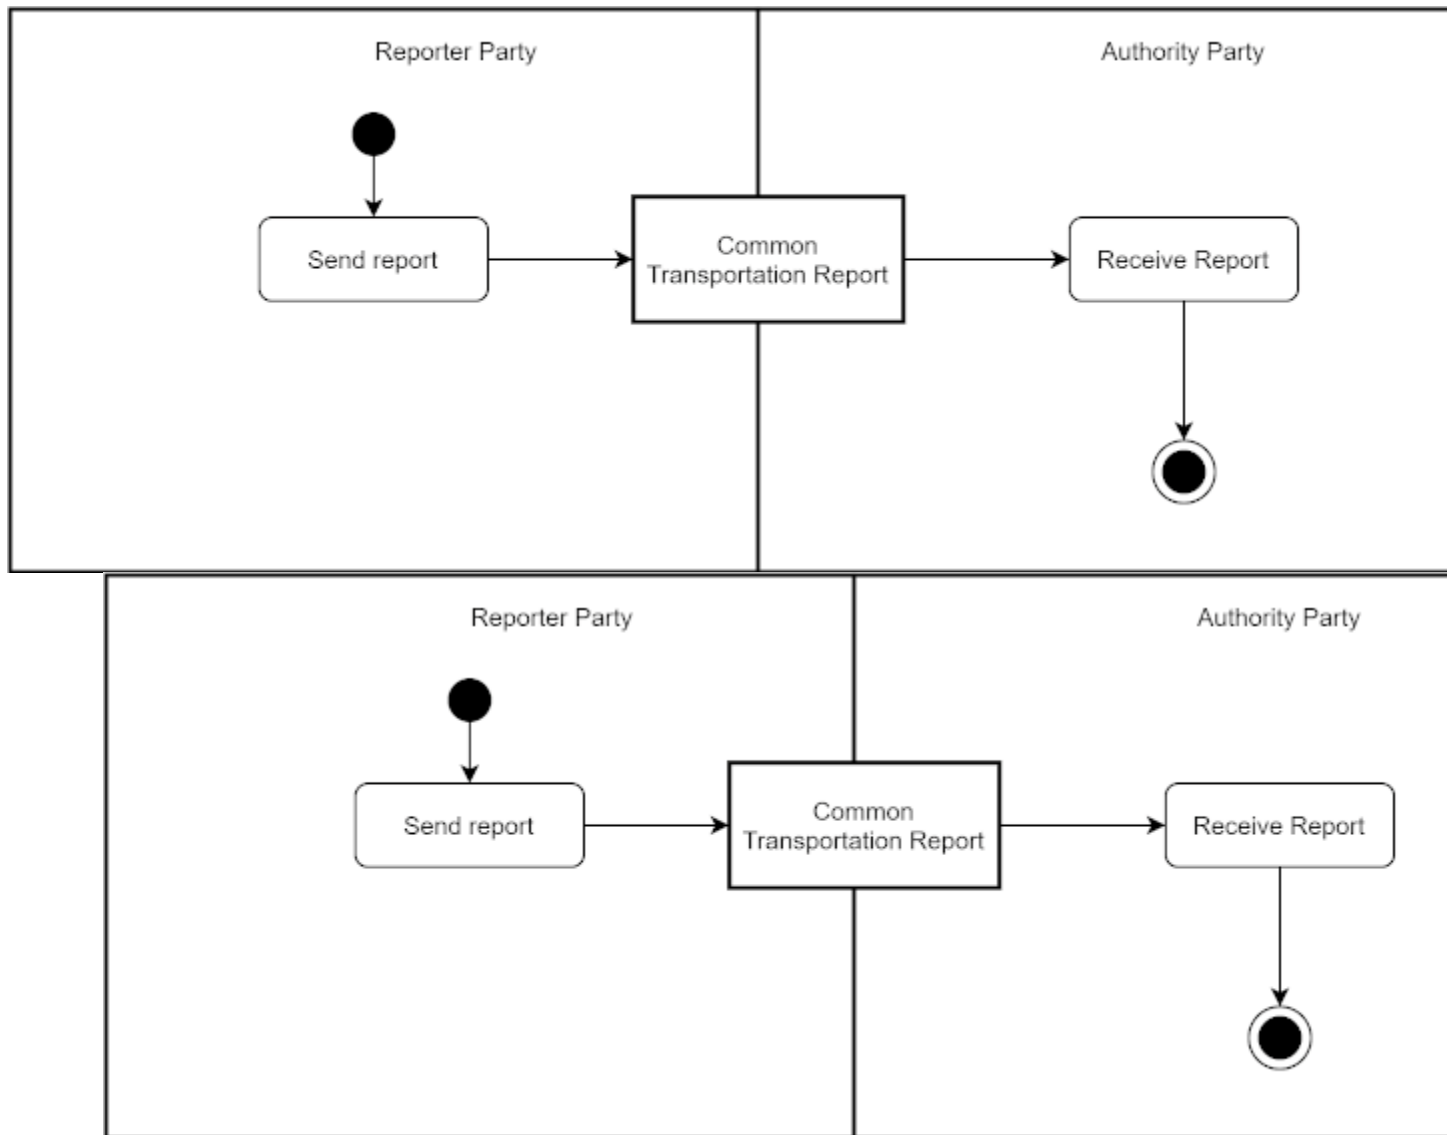 Reporter Party
Authority Party
Send report
Common
Transportation Report
Receive Report
Reporter Party
Authority Party
Send report
Common
Transportation Report
Receive Report